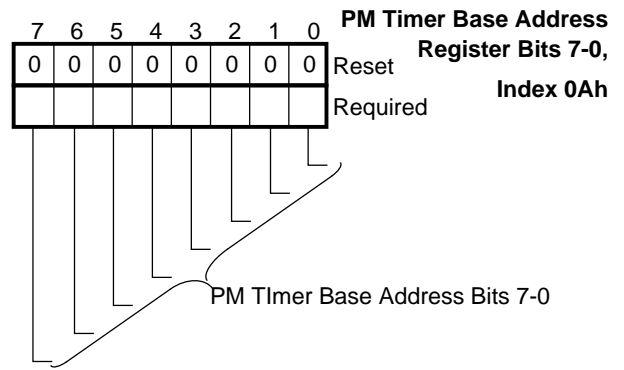 PM Timer Base Address
Register Bits 7-0,
Index 0Ah
7 6 5 4 3 2 1 0
0 0 0 0 0 0 0 0 Reset
Required
PM TImer Base Address Bits 7-0